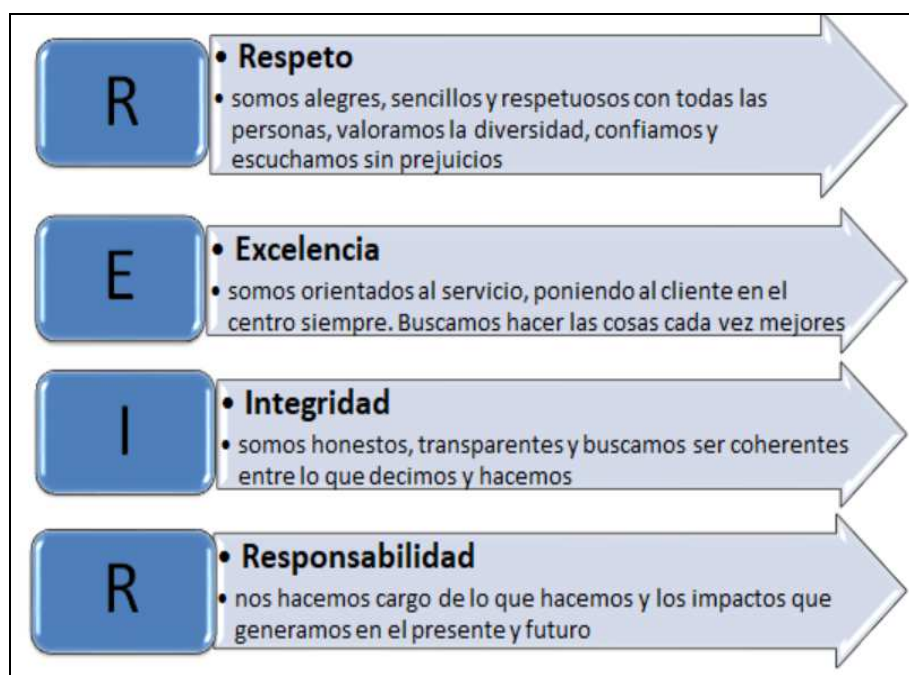 R
• Respeto
• somos alegres, sencillos y respetuosos con todas las
personas, valoramos la diversidad, confiamos y
escuchamos sin prejuicios
E
• Excelencia
• somos orientados al servicio, poniendo al cliente en el
centro siempre. Buscamos hacer las cosas cada vez mejores
I
• Integridad
• somos honestos, transparentes y buscamos ser coherentes
entre lo que decimos y hacemos
R
• Responsabilidad
• nos hacemos cargo de lo que hacemos y los impactos que
generamos en el presente y futuro